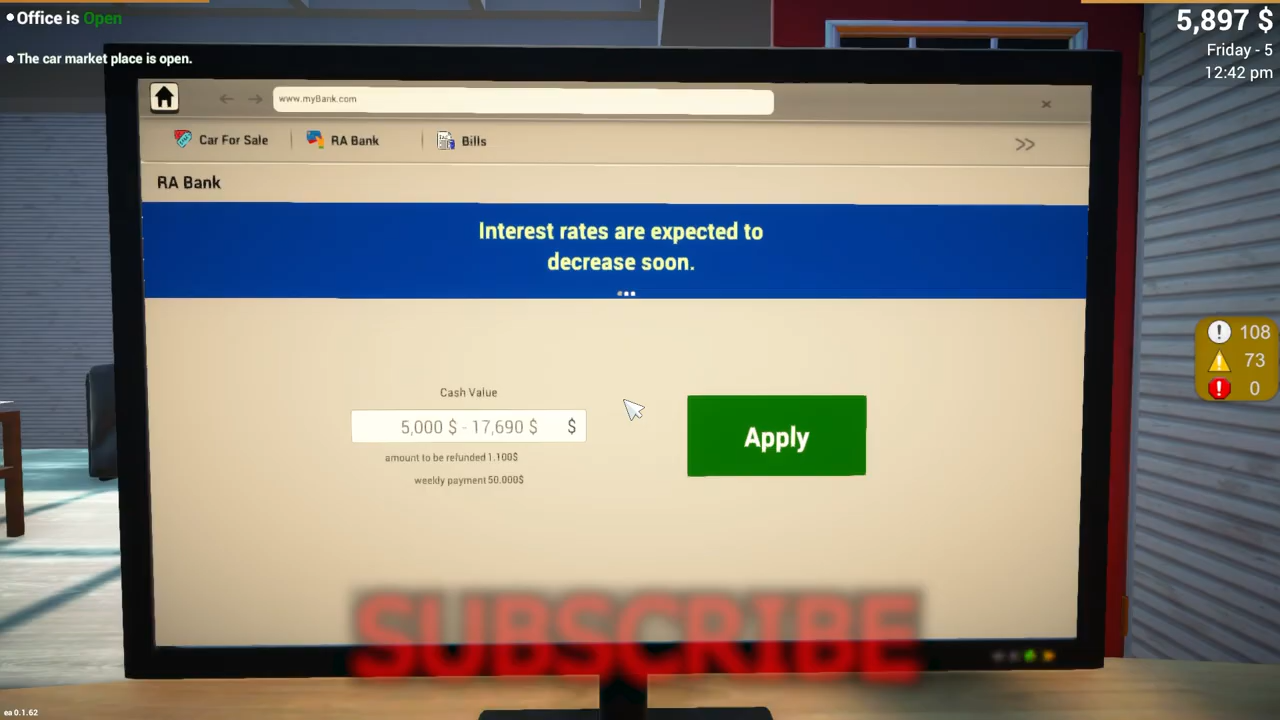 Office is Open
5,897 $
Friday - 5
The car market place is open.
12:42 pm
www.myBank.com
Car For Sale
RA Bank
Bills
RA Bank
Interest rates are expected to
decrease soon.
108
73
0
Cash Value
5,000 $ - 17,690 $ $
Apply
amount to be refunded 1.100$
weekly payment 50.000$
SUBSCRIBE
ea 0.1.62